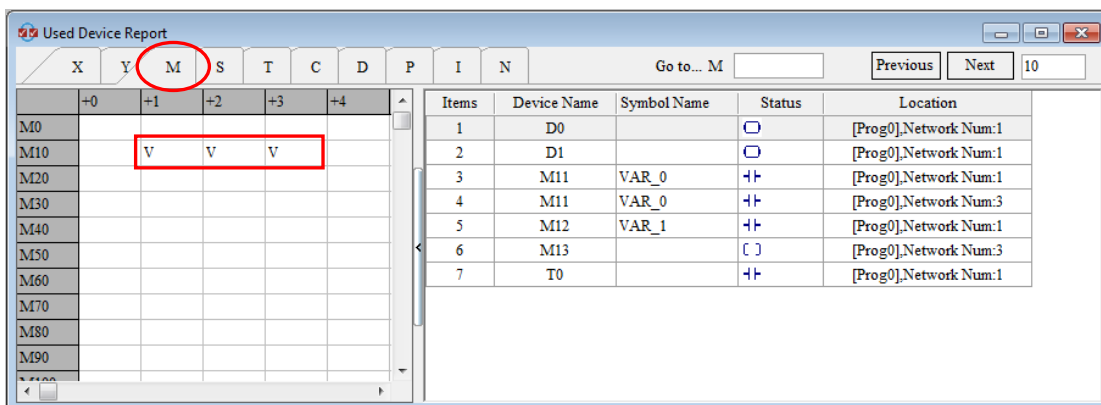 Used Device Report
X Y M S T C D P I N Go to... M Previous Next 10
+0 +1 +2 +3 +4 Items Device Name Symbol Name Status Location
M0 1 D0 [Prog0],Network Num:1
M10 V V V 2 D1 [Prog0],Network Num:1
M20 3 M11 VAR_0 [Prog0],Network Num:1
M30 4 M11 VAR_0 [Prog0],Network Num:3
M40 5 M12 VAR_1 [Prog0],Network Num:1
M50 6 M13 [Prog0],Network Num:3
M60 7 T0 [Prog0],Network Num:1
M70
M80
M90